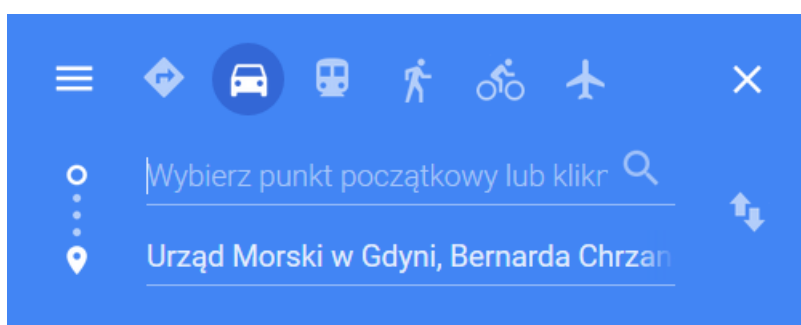 Wybierz punkt początkowy lub klikr
Urząd Morski w Gdyni, Bernarda Chrzan